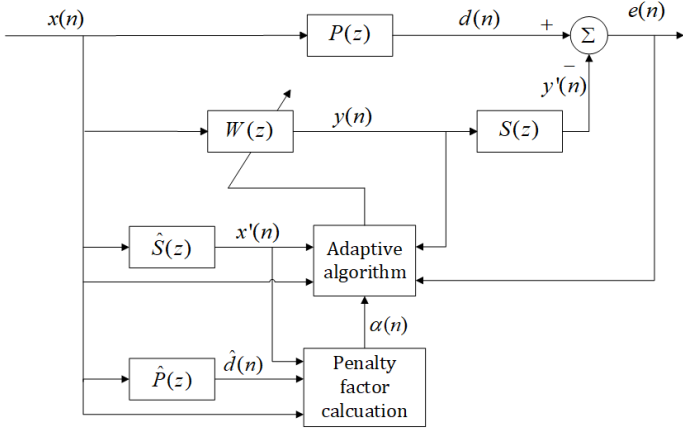 x(n)
P(z)
d(n)
+
Σ
e(n)
−
y'(n)
W(z)
y(n)
S(z)
Ŝ(z)
x'(n)
Adaptive
algorithm
α(n)
P̂(z)
d̂(n)
Penalty
factor
calcuation